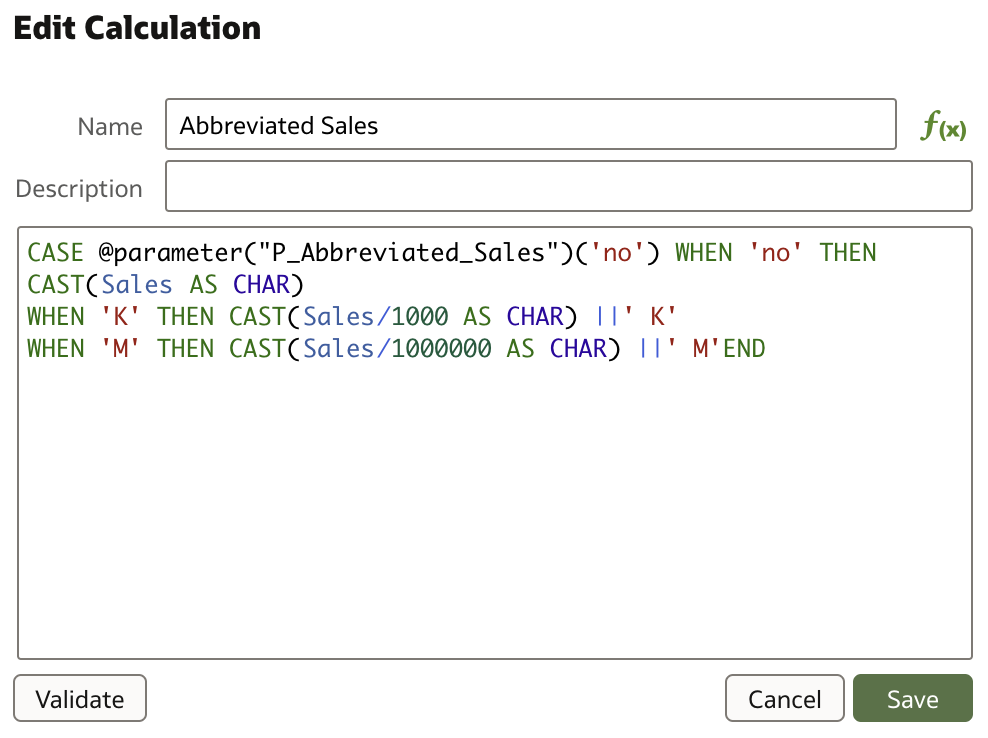 Edit Calculation
Name Abbreviated Sales f(x)
Description
CASE @parameter("P_Abbreviated_Sales")('no') WHEN 'no' THEN
CAST(Sales AS CHAR)
WHEN 'K' THEN CAST(Sales/1000 AS CHAR) ||' K'
WHEN 'M' THEN CAST(Sales/1000000 AS CHAR) ||' M'END
Validate Cancel Save